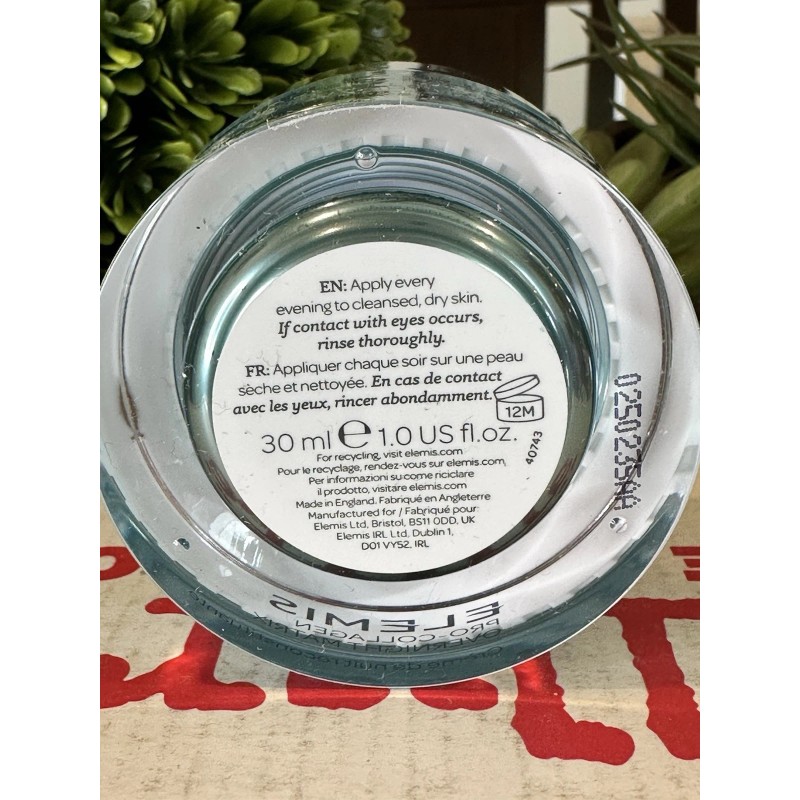 EN: Apply every
evening to cleansed, dry skin.
If contact with eyes occurs,
rinse thoroughly.
FR: Appliquer chaque soir sur une peau
sèche et nettoyée. En cas de contact
avec les yeux, rincer abondamment.
12M
30 ml ℮ 1.0 US fl.oz.
40743
For recycling, visit elemis.com
Pour le recyclage, rendez-vous sur elemis.com
Per informazioni su come riciclare
il prodotto, visitare elemis.com
Made in England. Fabriqué en Angleterre
Manufactured for / Fabriqué pour:
Elemis Ltd, Bristol, BS11 0DD, UK
Elemis IRL Ltd, Dublin 1,
D01 VY52, IRL
ELEMIS
PRO-COLLAGEN
OVERNIGHT MATRIX